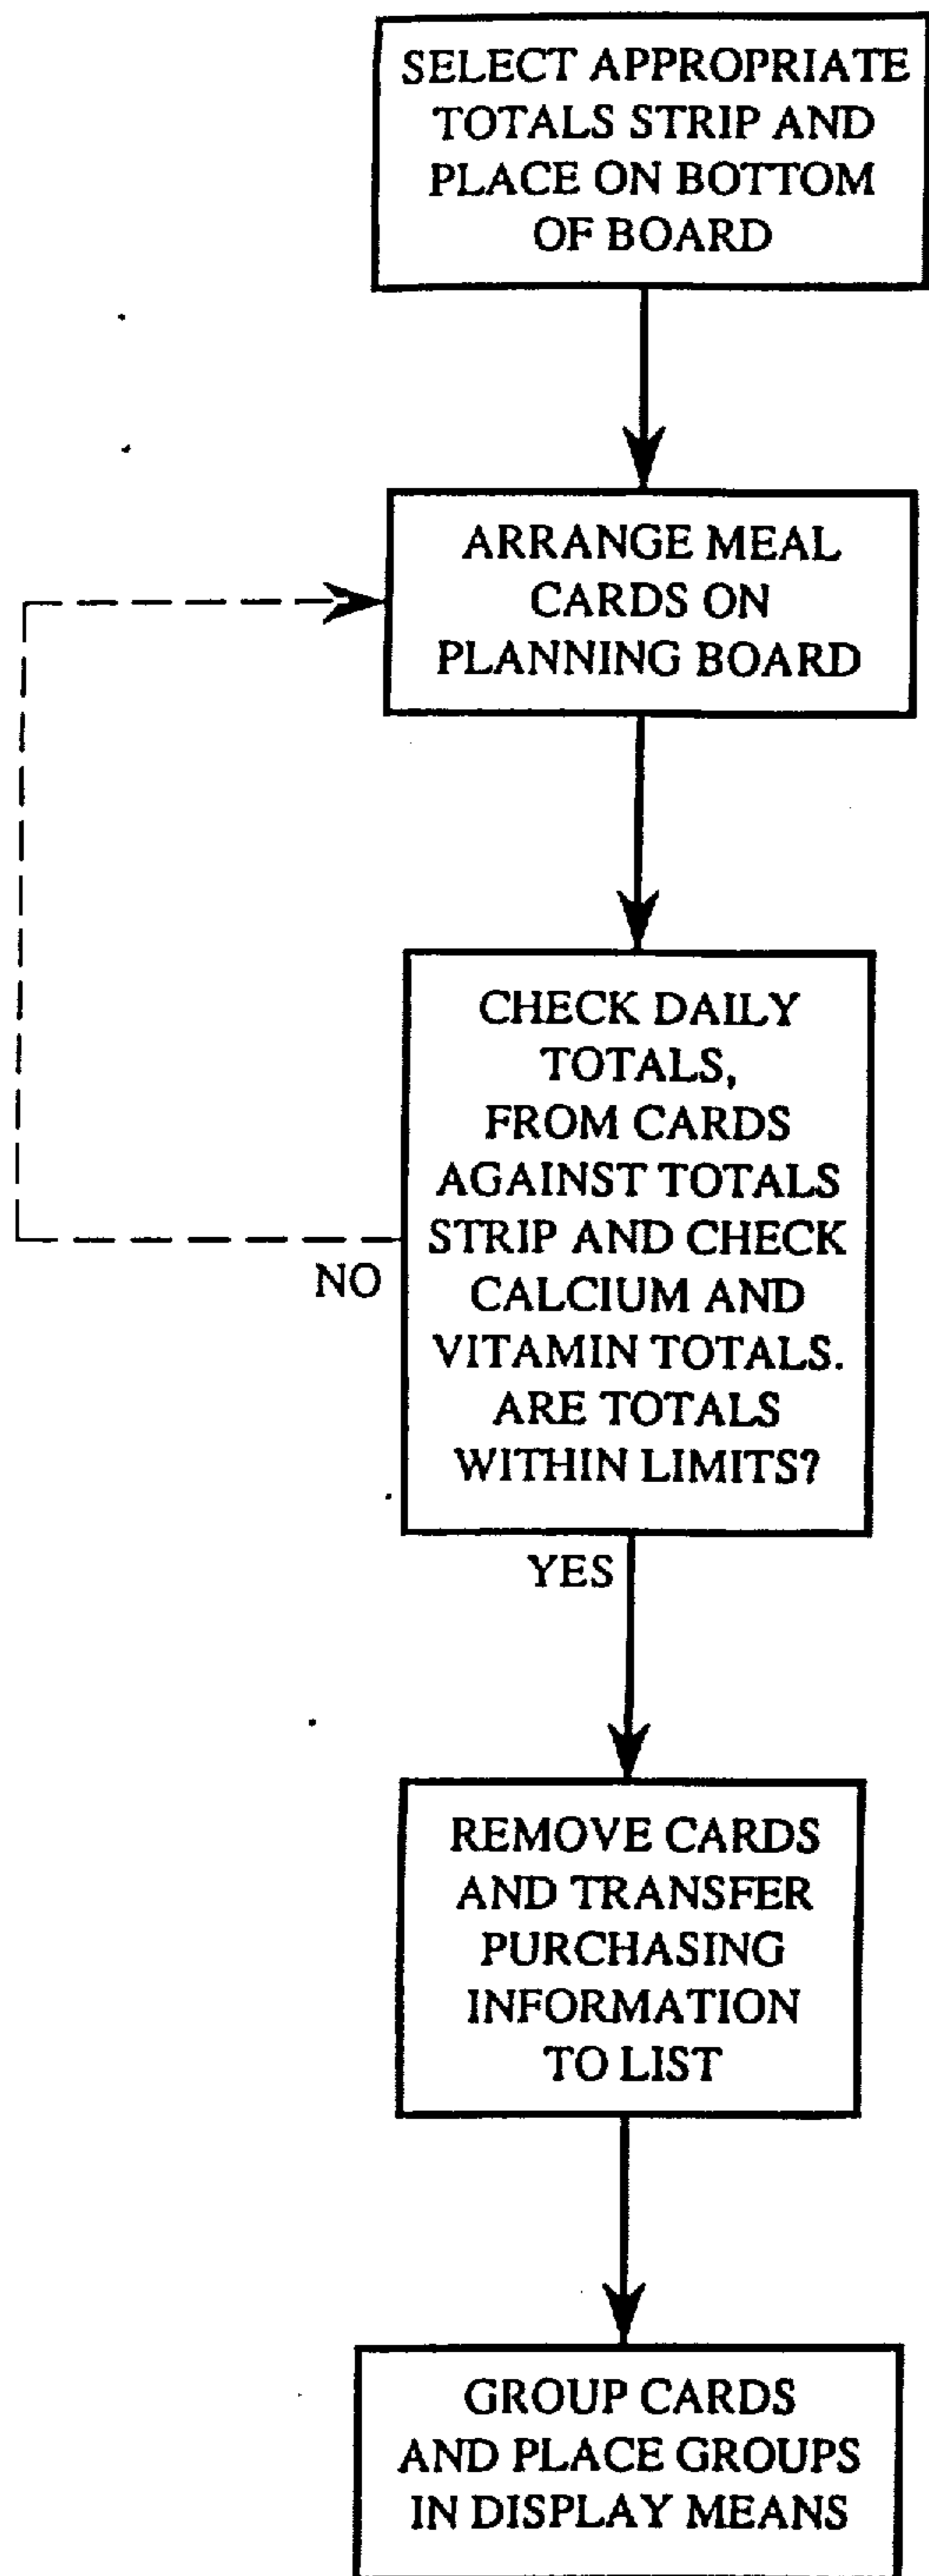 SELECT APPROPRIATE
TOTALS STRIP AND
PLACE ON BOTTOM
OF BOARD
ARRANGE MEAL
CARDS ON
PLANNING BOARD
CHECK DAILY
TOTALS,
FROM CARDS
AGAINST TOTALS
STRIP AND CHECK
CALCIUM AND
VITAMIN TOTALS.
ARE TOTALS
WITHIN LIMITS?
NO
YES
REMOVE CARDS
AND TRANSFER
PURCHASING
INFORMATION
TO LIST
GROUP CARDS
AND PLACE GROUPS
IN DISPLAY MEANS